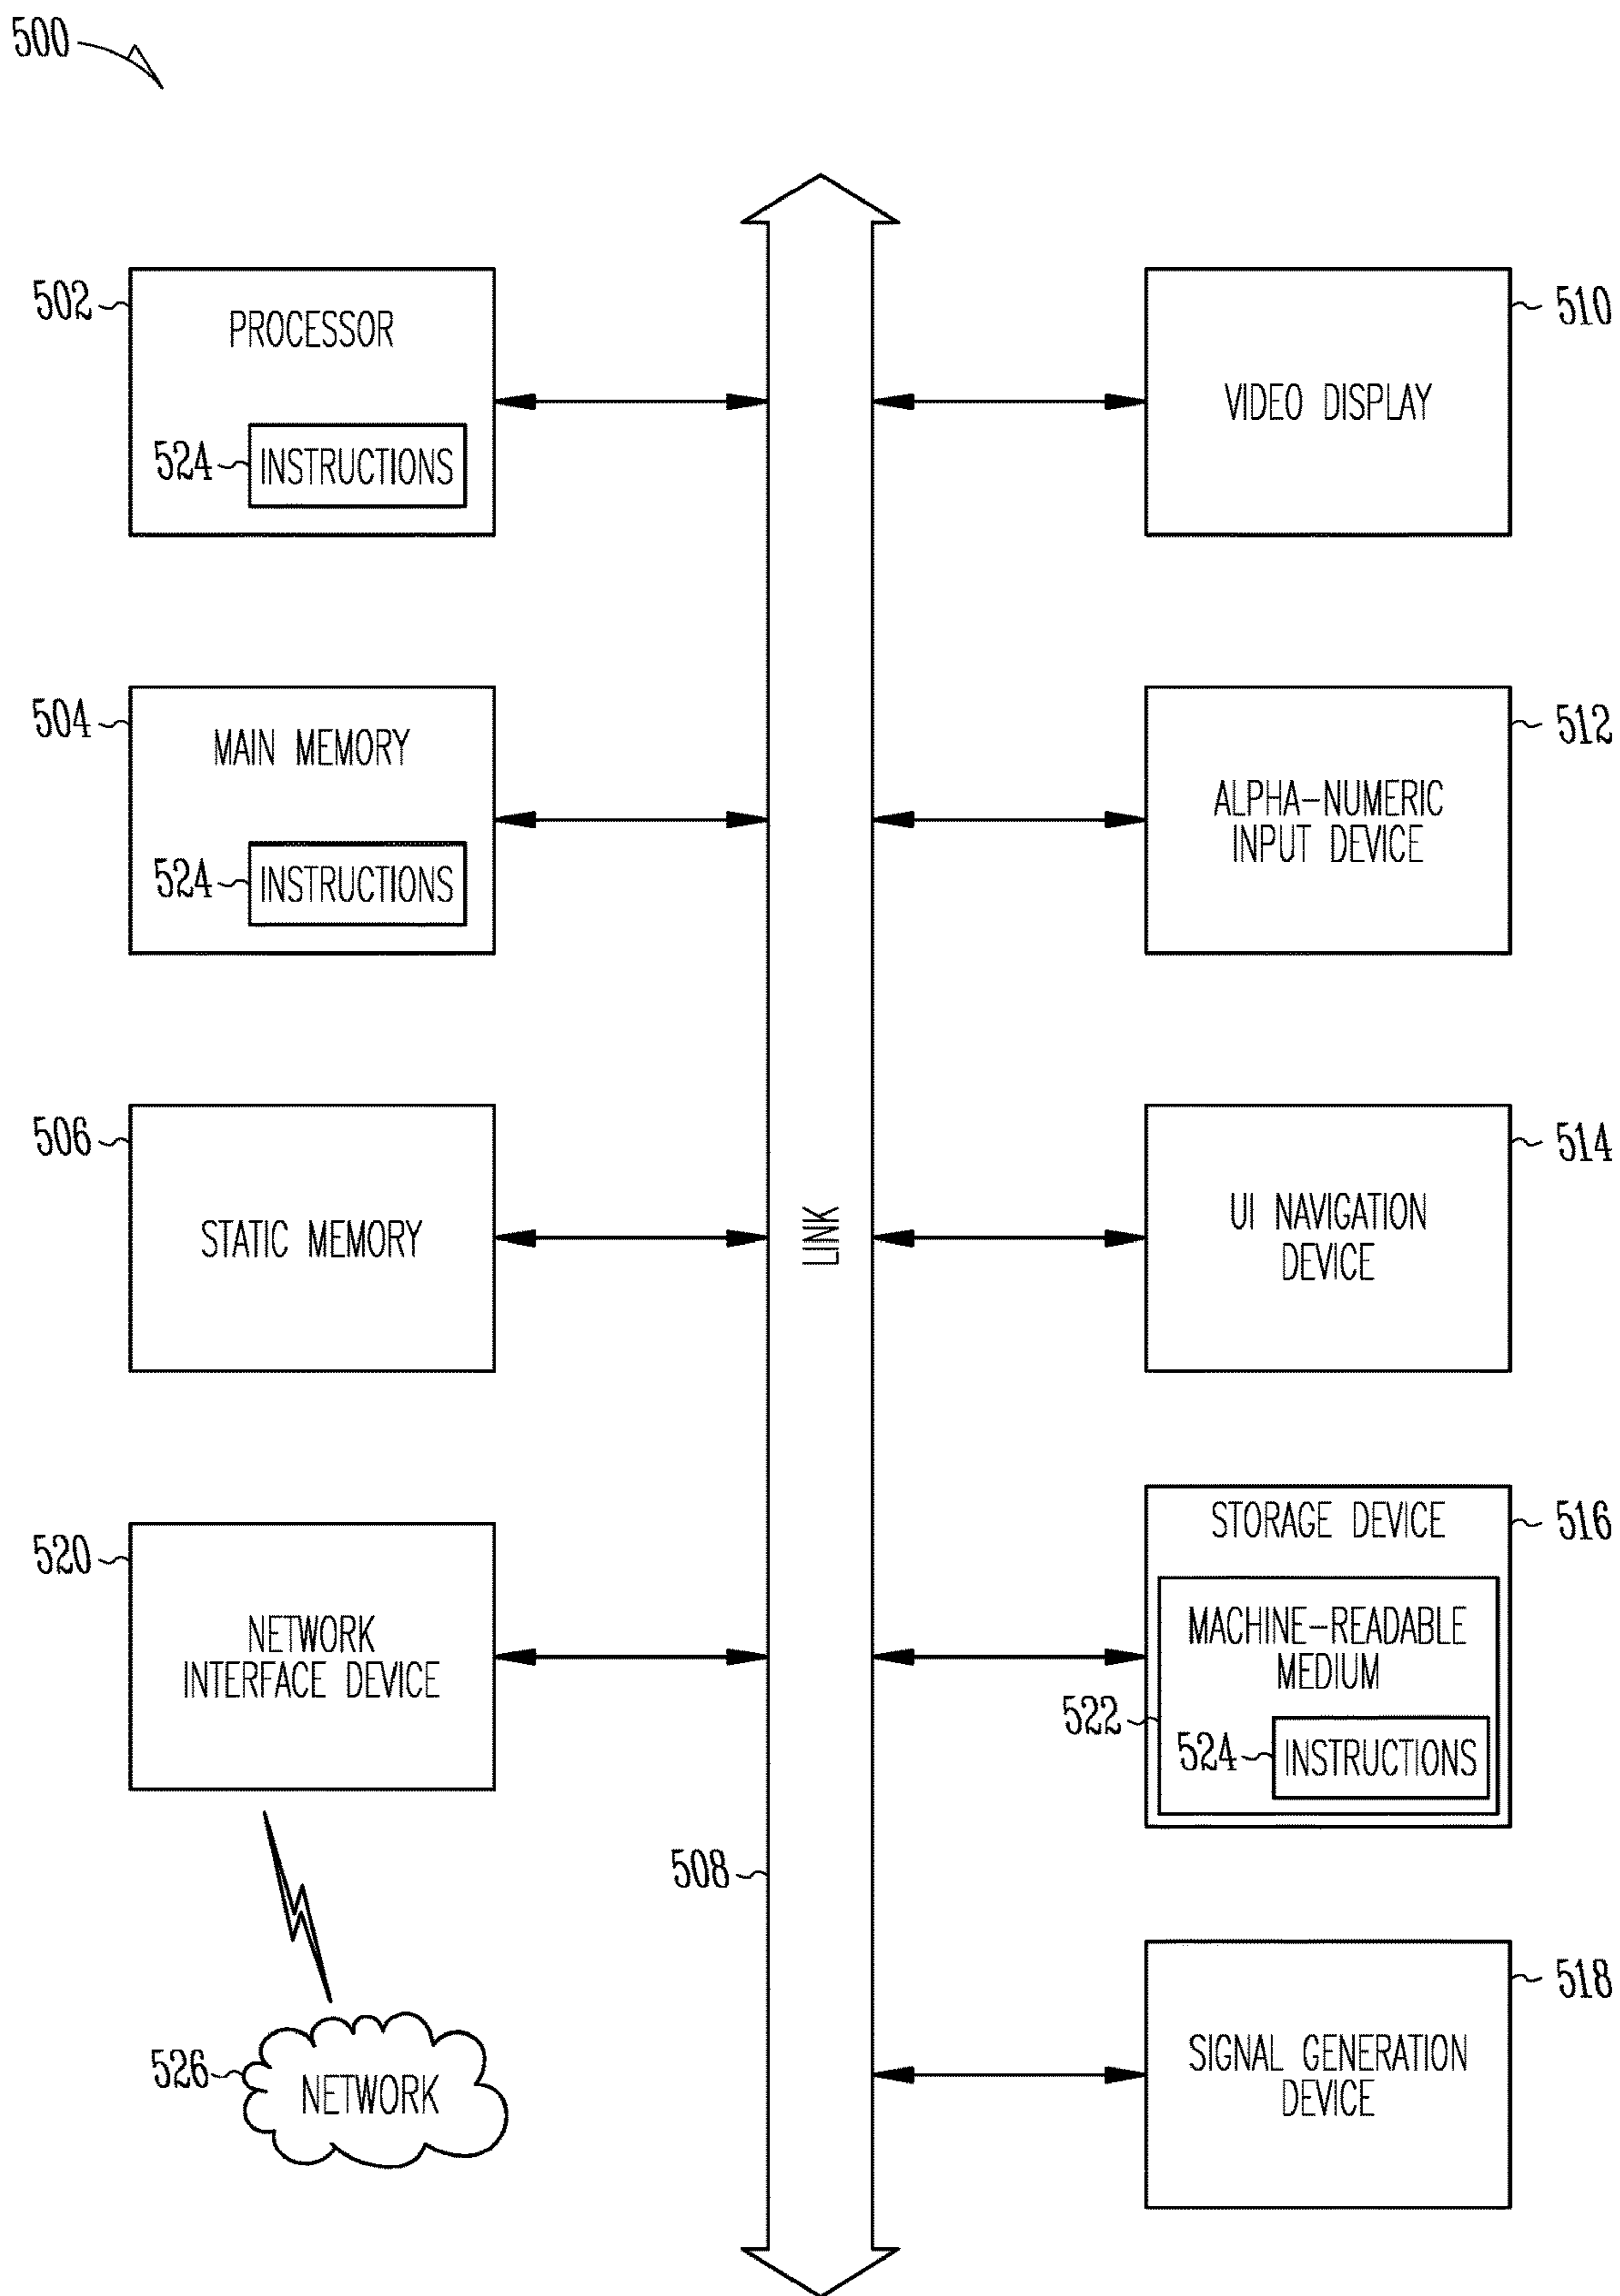 500
502
PROCESSOR
524
INSTRUCTIONS
504
MAIN MEMORY
524
INSTRUCTIONS
506
STATIC MEMORY
520
NETWORK
INTERFACE DEVICE
526
NETWORK
LINK
508
510
VIDEO DISPLAY
512
ALPHA-NUMERIC
INPUT DEVICE
514
UI NAVIGATION
DEVICE
516
STORAGE DEVICE
MACHINE-READABLE
MEDIUM
522
524
INSTRUCTIONS
518
SIGNAL GENERATION
DEVICE